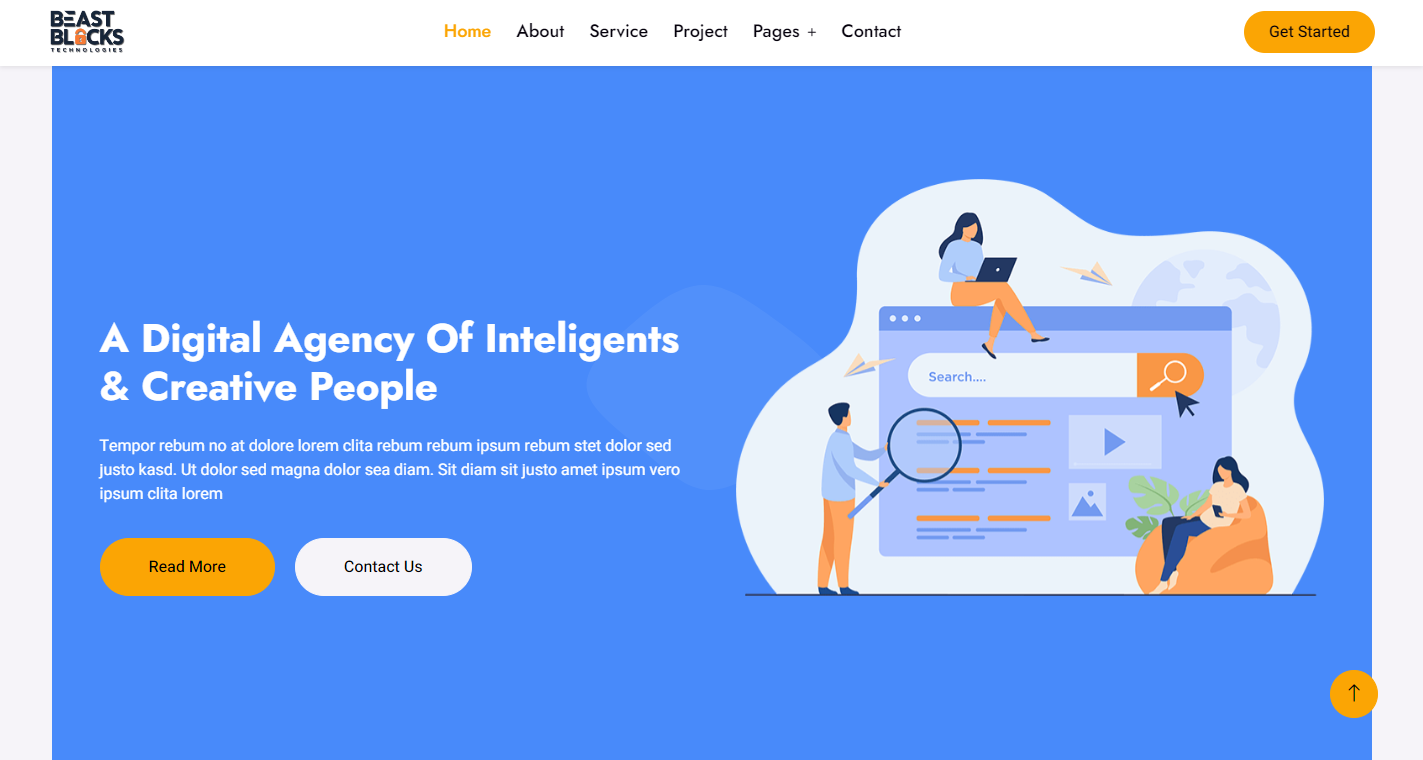 BEAST
BLOCKS
TECHNOLOGIES
Home About Service Project Pages + Contact
Get Started
A Digital Agency Of Inteligents
& Creative People
Tempor rebum no at dolore lorem clita rebum rebum ipsum rebum stet dolor sed
justo kasd. Ut dolor sed magna dolor sea diam. Sit diam sit justo amet ipsum vero
ipsum clita lorem
Read More
Contact Us
Search....